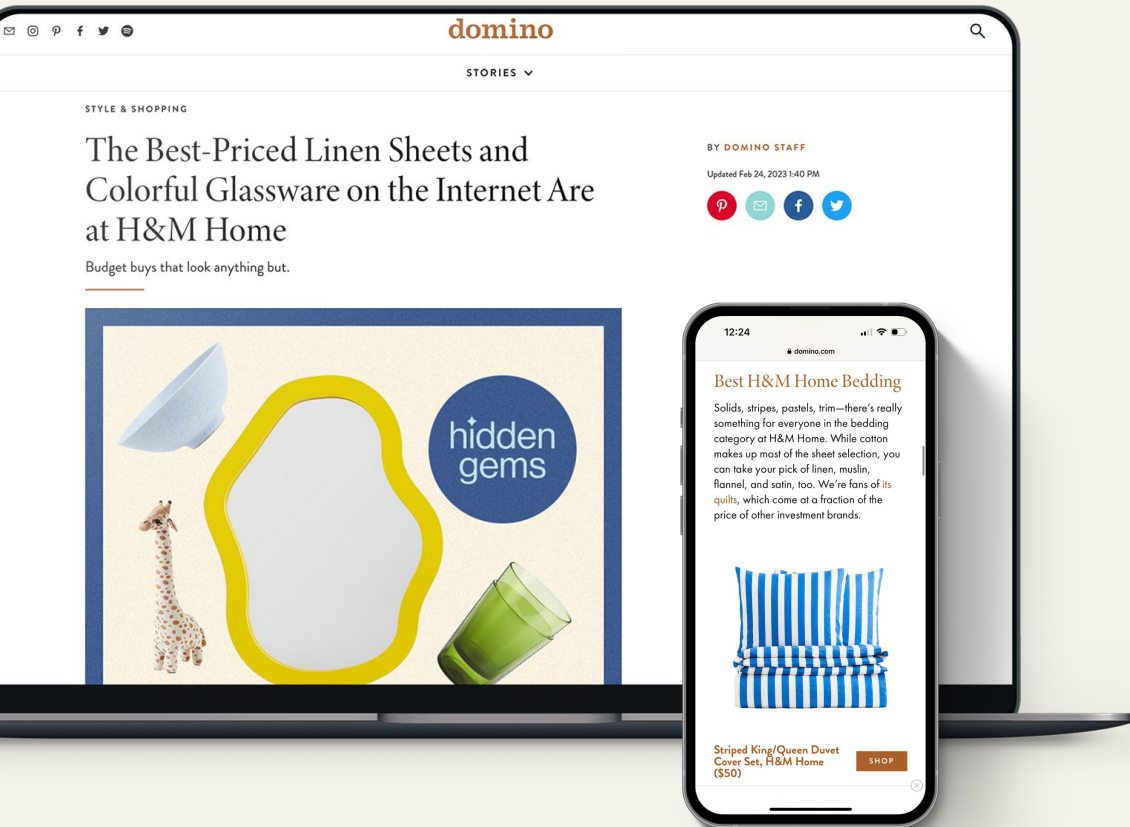 domino
STORIES
STYLE & SHOPPING
The Best-Priced Linen Sheets and
Colorful Glassware on the Internet Are
at H&M Home
Budget buys that look anything but.
BY DOMINO STAFF
Updated Feb 24, 2023 1:40 PM
hidden
gems
12:24
domino.com
Best H&M Home Bedding
Solids, stripes, pastels, trim—there's really
something for everyone in the bedding
category at H&M Home. While cotton
makes up most of the sheet selection, you
can take your pick of linen, muslin,
flannel, and satin, too. We're fans of its
quilts, which come at a fraction of the
price of other investment brands.
Striped King/Queen Duvet
Cover Set, H&M Home
($50)
SHOP